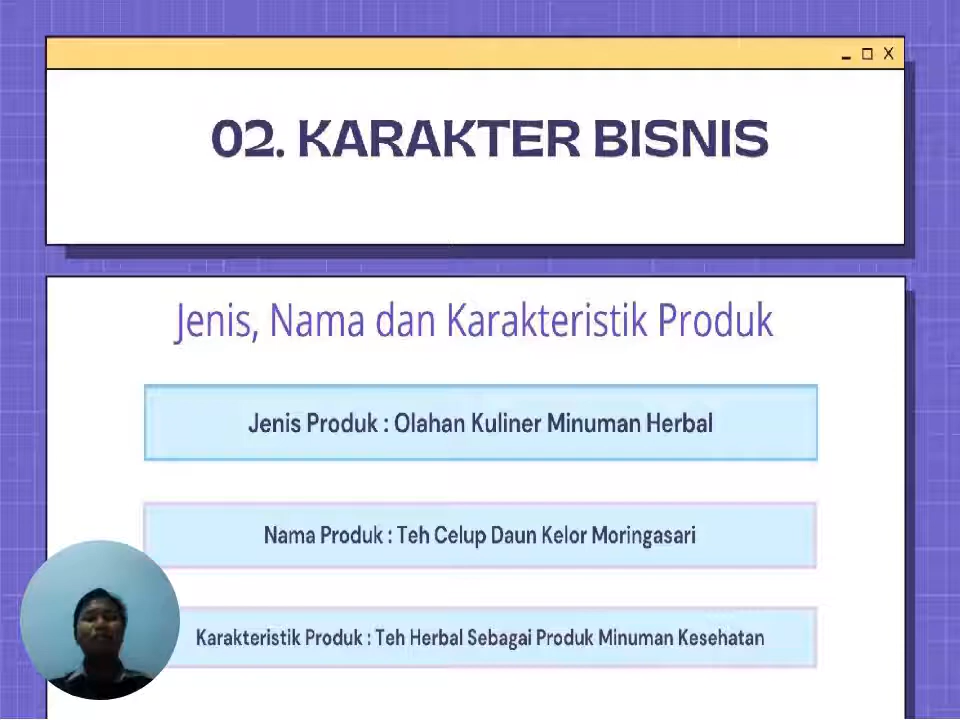 02. KARAKTER BISNIS
Jenis, Nama dan Karakteristik Produk
Jenis Produk : Olahan Kuliner Minuman Herbal
Nama Produk : Teh Celup Daun Kelor Moringasari
Karakteristik Produk : Teh Herbal Sebagai Produk Minuman Kesehatan